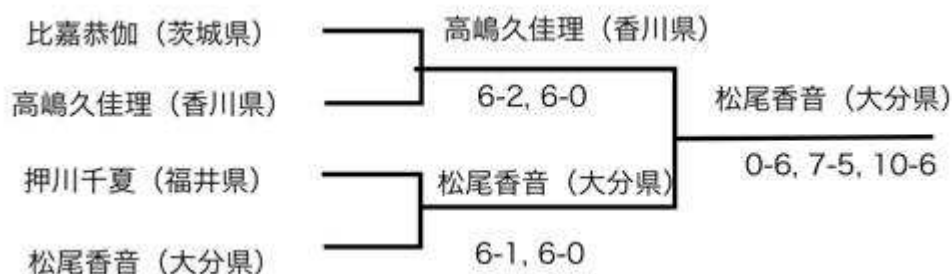 比嘉恭伽（茨城県）
高嶋久佳理（香川県）
高嶋久佳理（香川県）
6-2, 6-0
押川千夏（福井県）
松尾香音（大分県）
松尾香音（大分県）
6-1, 6-0
松尾香音（大分県）
0-6, 7-5, 10-6